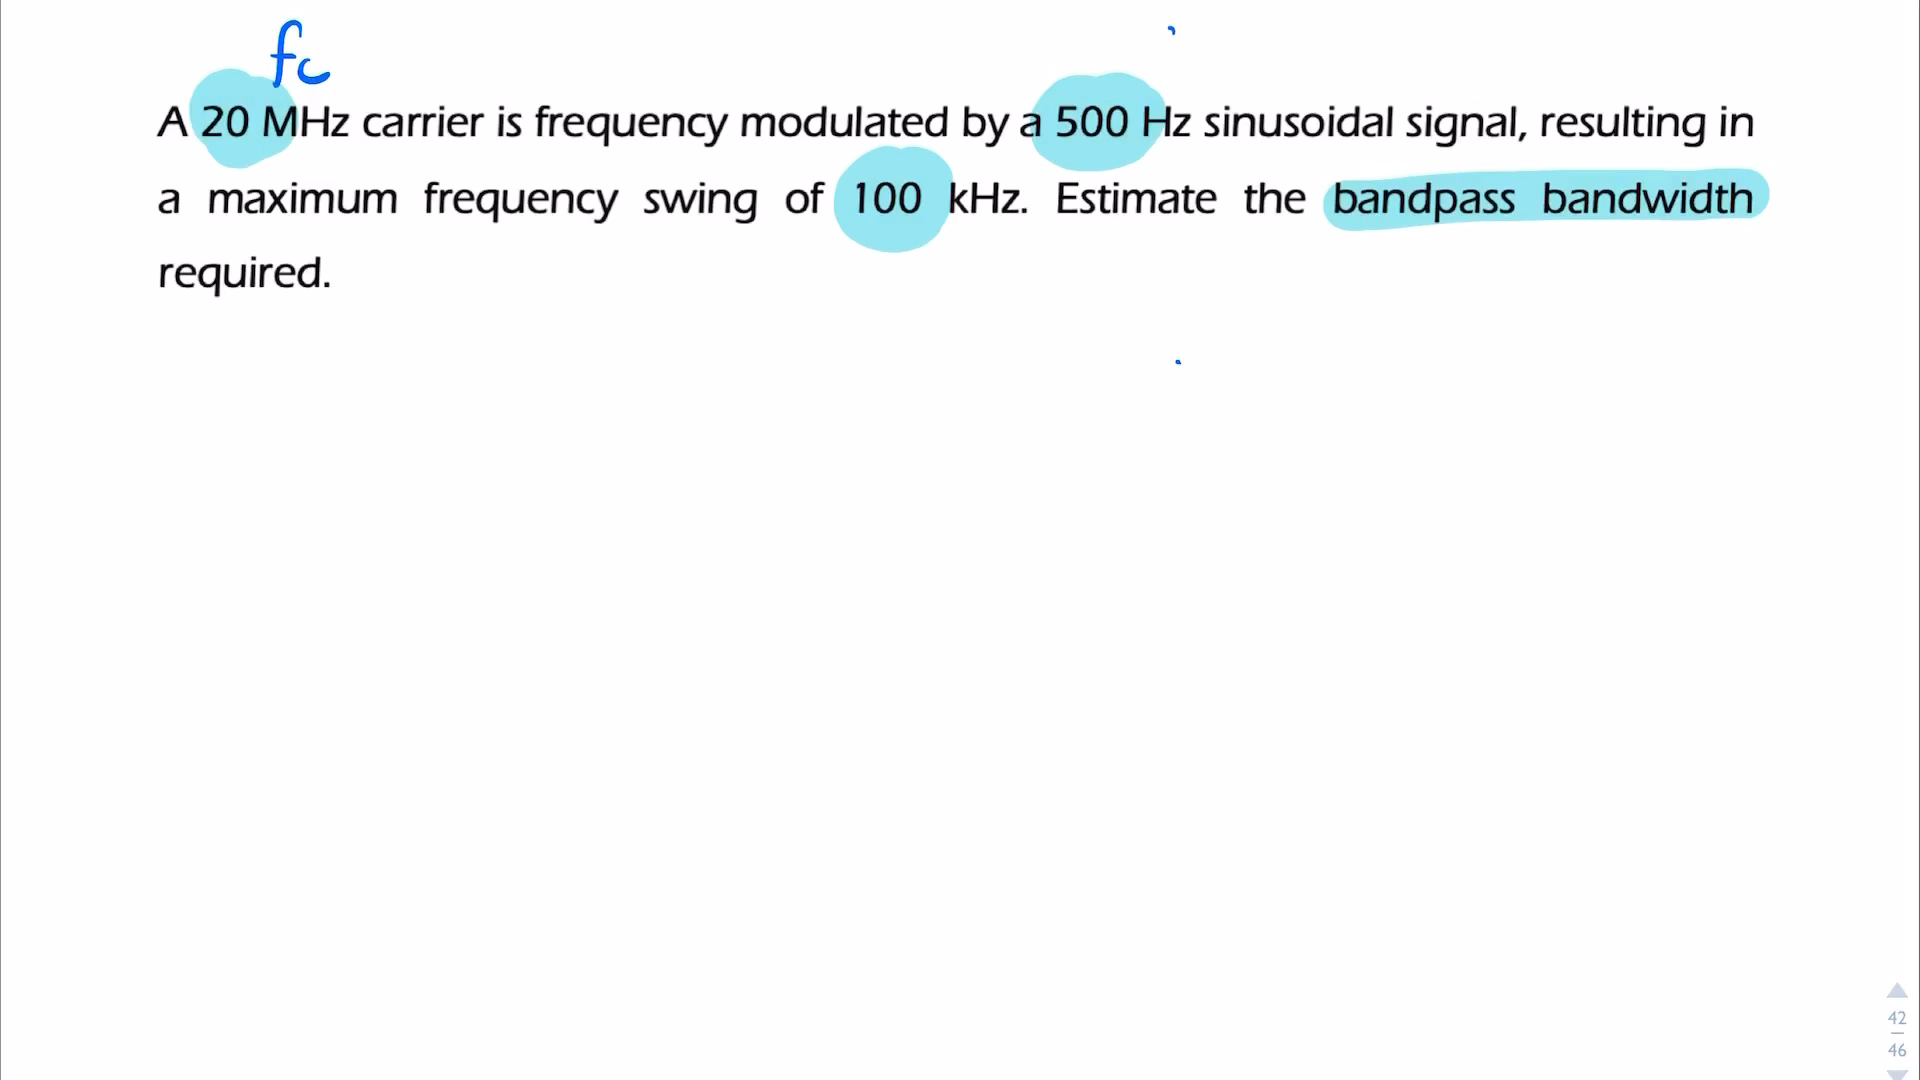 fc
A 20 MHz carrier is frequency modulated by a 500 Hz sinusoidal signal, resulting in
a maximum frequency swing of 100 kHz. Estimate the bandpass bandwidth
required.
42
46